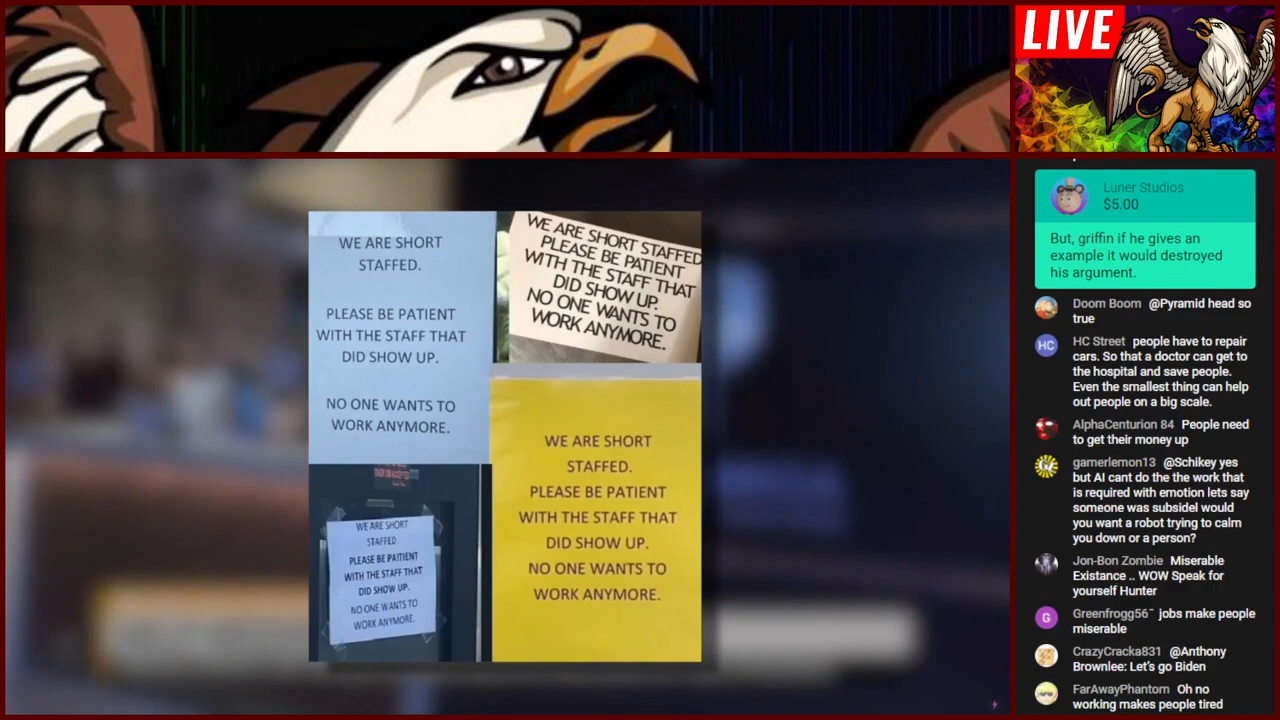 LIVE
WE ARE SHORT
STAFFED.
PLEASE BE PATIENT
WITH THE STAFF THAT
DID SHOW UP.
NO ONE WANTS TO
WORK ANYMORE.
WE ARE SHORT STAFFED
PLEASE BE PATIENT
WITH THE STAFF THAT
DID SHOW UP.
NO ONE WANTS TO
WORK ANYMORE.
WE ARE SHORT
STAFFED.
PLEASE BE PAITIENT
WITH THE STAFF THAT
DID SHOW UP.
NO ONE WANTS TO
WORK ANYMORE.
WE ARE SHORT
STAFFED.
PLEASE BE PATIENT
WITH THE STAFF THAT
DID SHOW UP.
NO ONE WANTS TO
WORK ANYMORE.
Luner Studios
$5.00
But, griffin if he gives an
example it would destroyed
his argument.
Doom Boom @Pyramid head so
true
HC
HC Street people have to repair
cars. So that a doctor can get to
the hospital and save people.
Even the smallest thing can help
out people on a big scale.
AlphaCenturion 84 People need
to get their money up
gamerlemon13 @Schikey yes
but AI cant do the the work that
is required with emotion lets say
someone was subsidel would
you want a robot trying to calm
you down or a person?
Jon-Bon Zombie Miserable
Existance .. WOW Speak for
yourself Hunter
G
Greenfrogg56˜ jobs make people
miserable
CrazyCracka831 @Anthony
Brownlee: Let's go Biden
FarAwayPhantom Oh no
working makes people tired